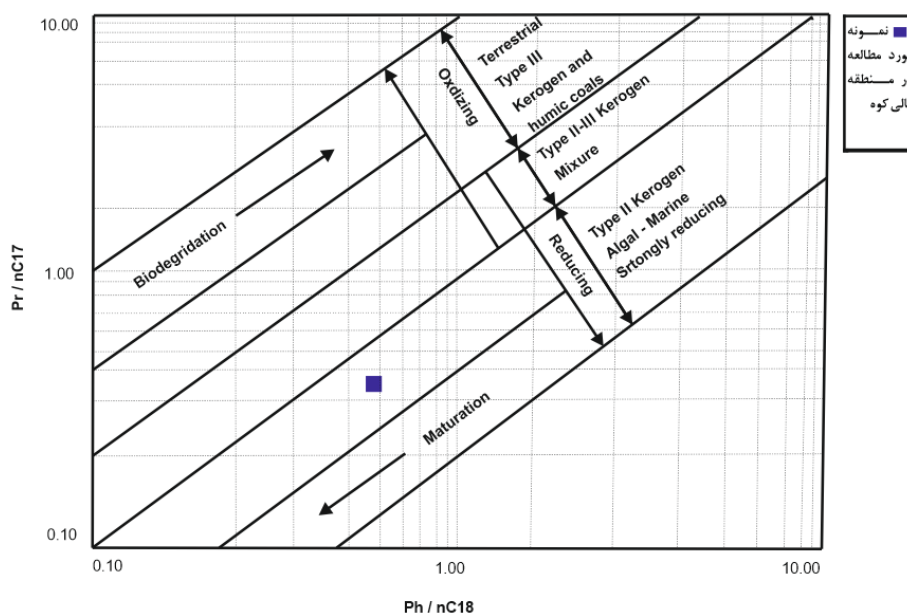 10.00
1.00
0.10
Pr / nC17
0.10
1.00
10.00
Ph / nC18
Biodegridation
Oxdizing
Terrestrial
Type III
Kerogen and
humic coals
Type II-III Kerogen
Mixure
Type II Kerogen
Algal - Marine
Srtongly reducing
Reducing
Maturation
نمـــونه
مطالعه
مـــنطقه
کوه